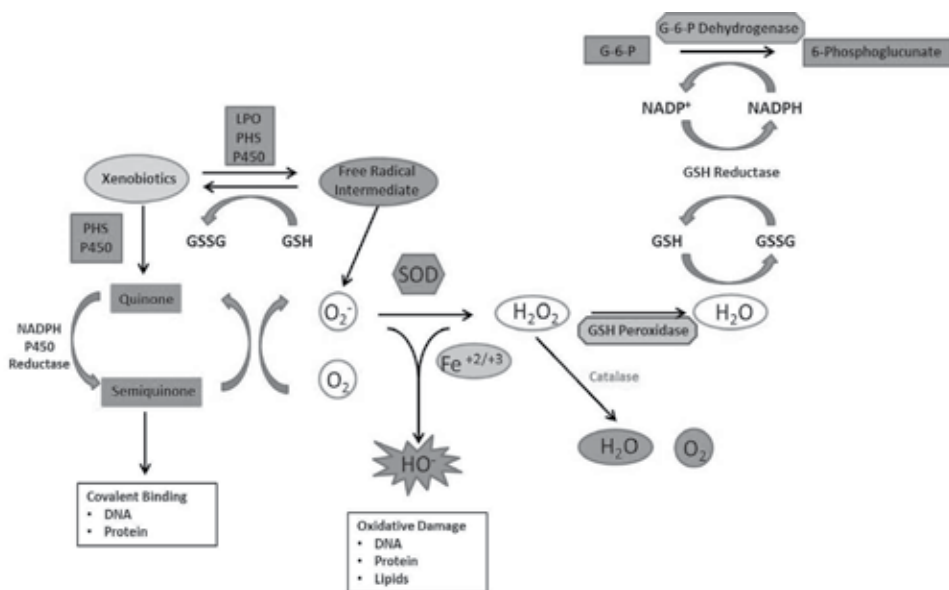 G-6-P Dehydrogenase
G-6-P
6-Phosphoglucunate
NADP⁺
NADPH
GSH Reductase
GSH
GSSG
LPO
PHS
P450
Xenobiotics
Free Radical
Intermediate
GSSG
GSH
PHS
P450
Quinone
NADPH
P450
Reductase
Semiquinone
O₂⁻
O₂
SOD
Fe +2/+3
H₂O₂
GSH Peroxidase
H₂O
Catalase
H₂O
O₂
HO⁻
Covalent Binding
• DNA
• Protein
Oxidative Damage
• DNA
• Protein
• Lipids